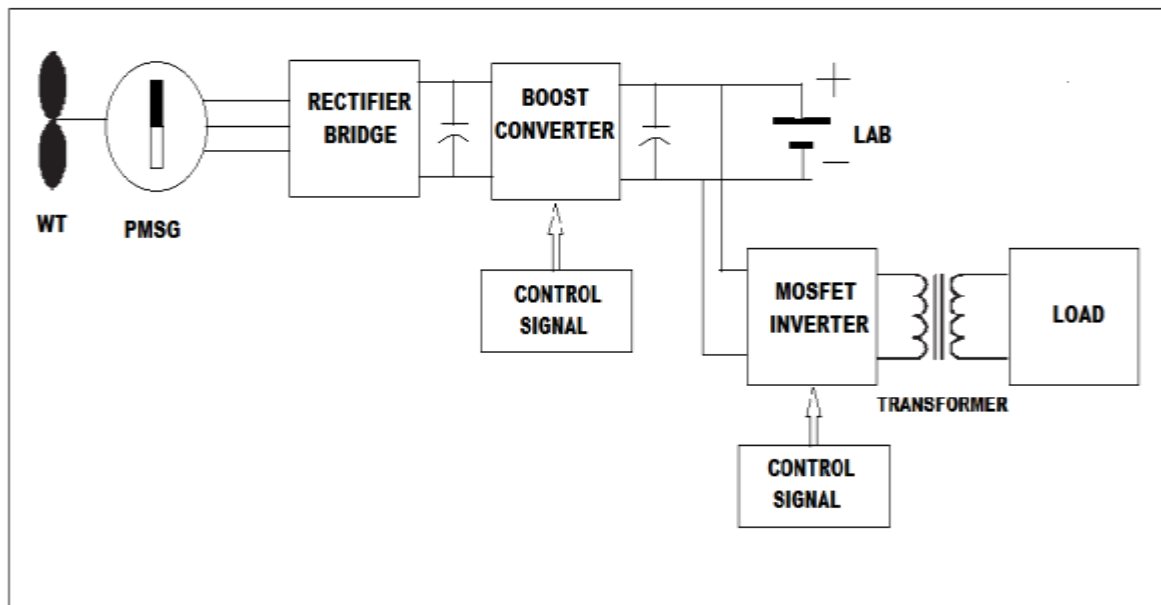 RECTIFIER
BRIDGE
BOOST
CONVERTER
+
LAB
−
WT
PMSG
CONTROL
SIGNAL
MOSFET
INVERTER
LOAD
TRANSFORMER
CONTROL
SIGNAL